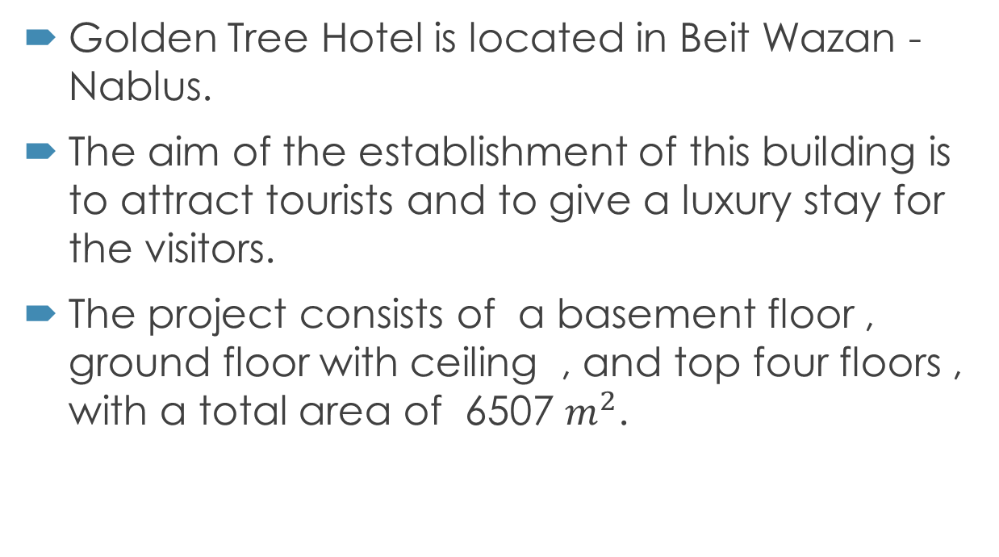 Golden Tree Hotel is located in Beit Wazan -
Nablus.
The aim of the establishment of this building is
to attract tourists and to give a luxury stay for
the visitors.
The project consists of  a basement floor ,
ground floor with ceiling  , and top four floors ,
with a total area of  6507 m².